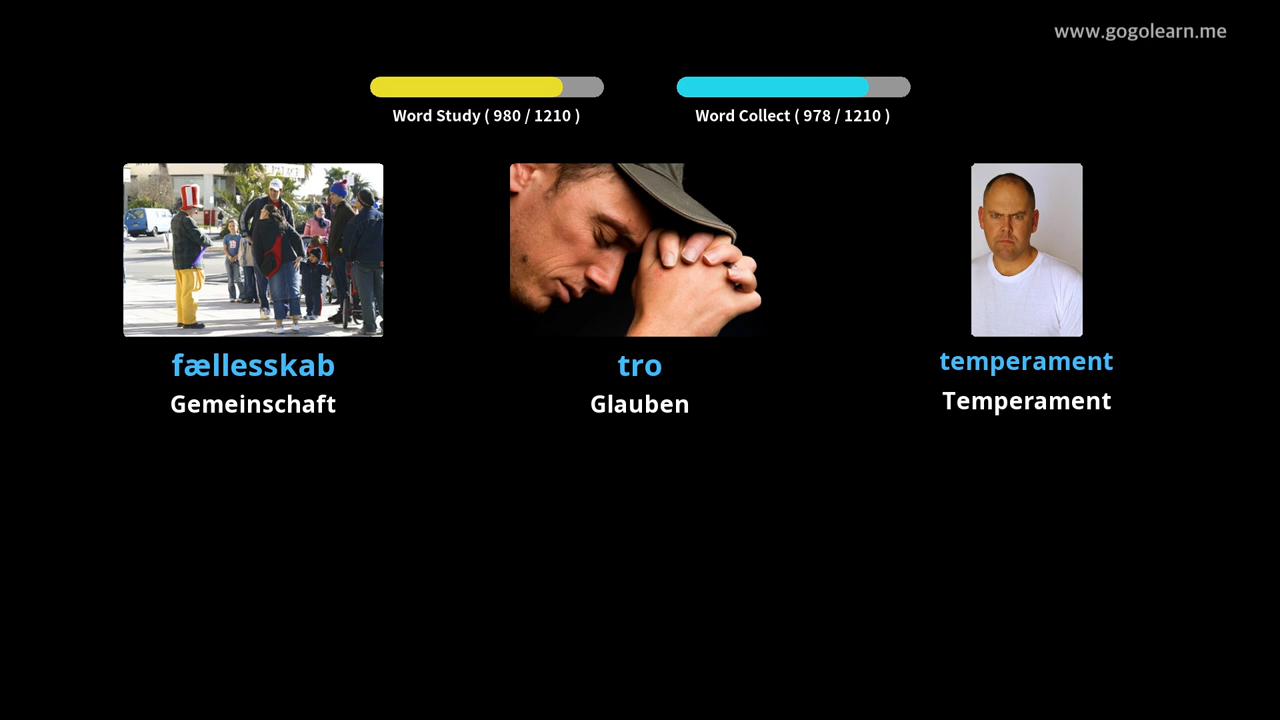 www.gogolearn.me
Word Study ( 980 / 1210 )
Word Collect ( 978 / 1210 )
fællesskab
Gemeinschaft
tro
Glauben
temperament
Temperament